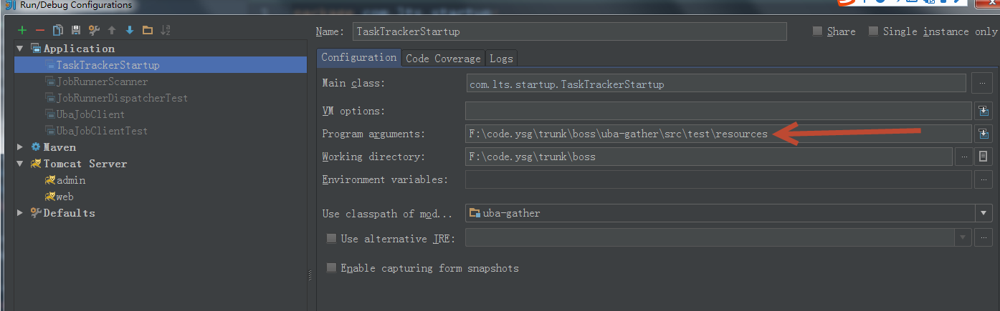 Run/Debug Configurations
Name: TaskTrackerStartup
Share
Single instance only
Application
TaskTrackerStartup
JobRunnerScanner
JobRunnerDispatcherTest
UbaJobClient
UbaJobClientTest
Maven
Tomcat Server
admin
web
Defaults
Configuration
Code Coverage
Logs
Main class: com.lts.startup.TaskTrackerStartup
VM options:
Program arguments: F:\code.ysg\trunk\boss\uba-gather\src\test\resources
Working directory: F:\code.ysg\trunk\boss
Environment variables:
Use classpath of mod... uba-gather
Use alternative JRE:
Enable capturing form snapshots